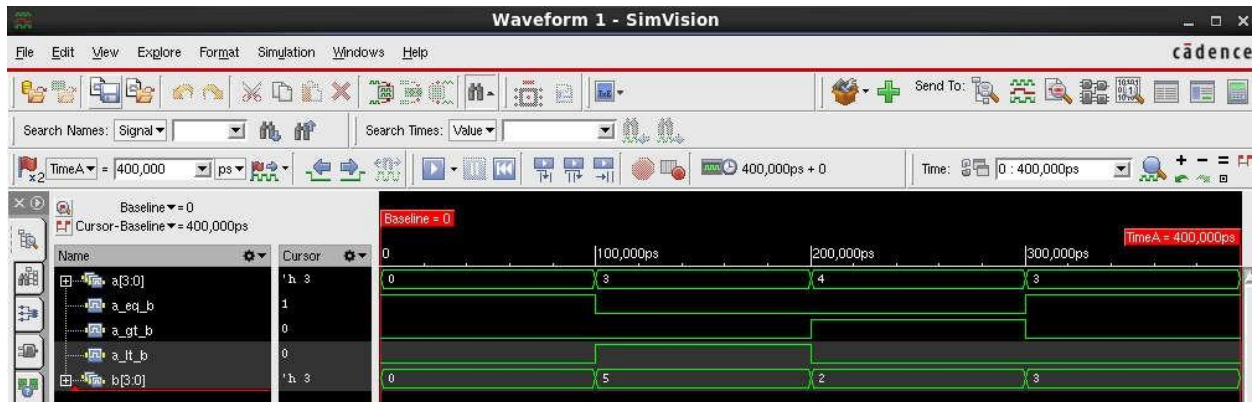 Waveform 1 - SimVision
File Edit View Explore Format Simulation Windows Help
cādence
Send To:
Search Names: Signal
Search Times: Value
x2 TimeA = 400,000 ps
400,000ps + 0
Time: 0 : 400,000ps
Baseline = 0
Cursor-Baseline = 400,000ps
Baseline = 0
TimeA = 400,000ps
Name Cursor
0 100,000ps 200,000ps 300,000ps
a[3:0] 'h 3 0 3 4 3
a_eq_b 1
a_gt_b 0
a_lt_b 0
b[3:0] 'h 3 0 5 2 3